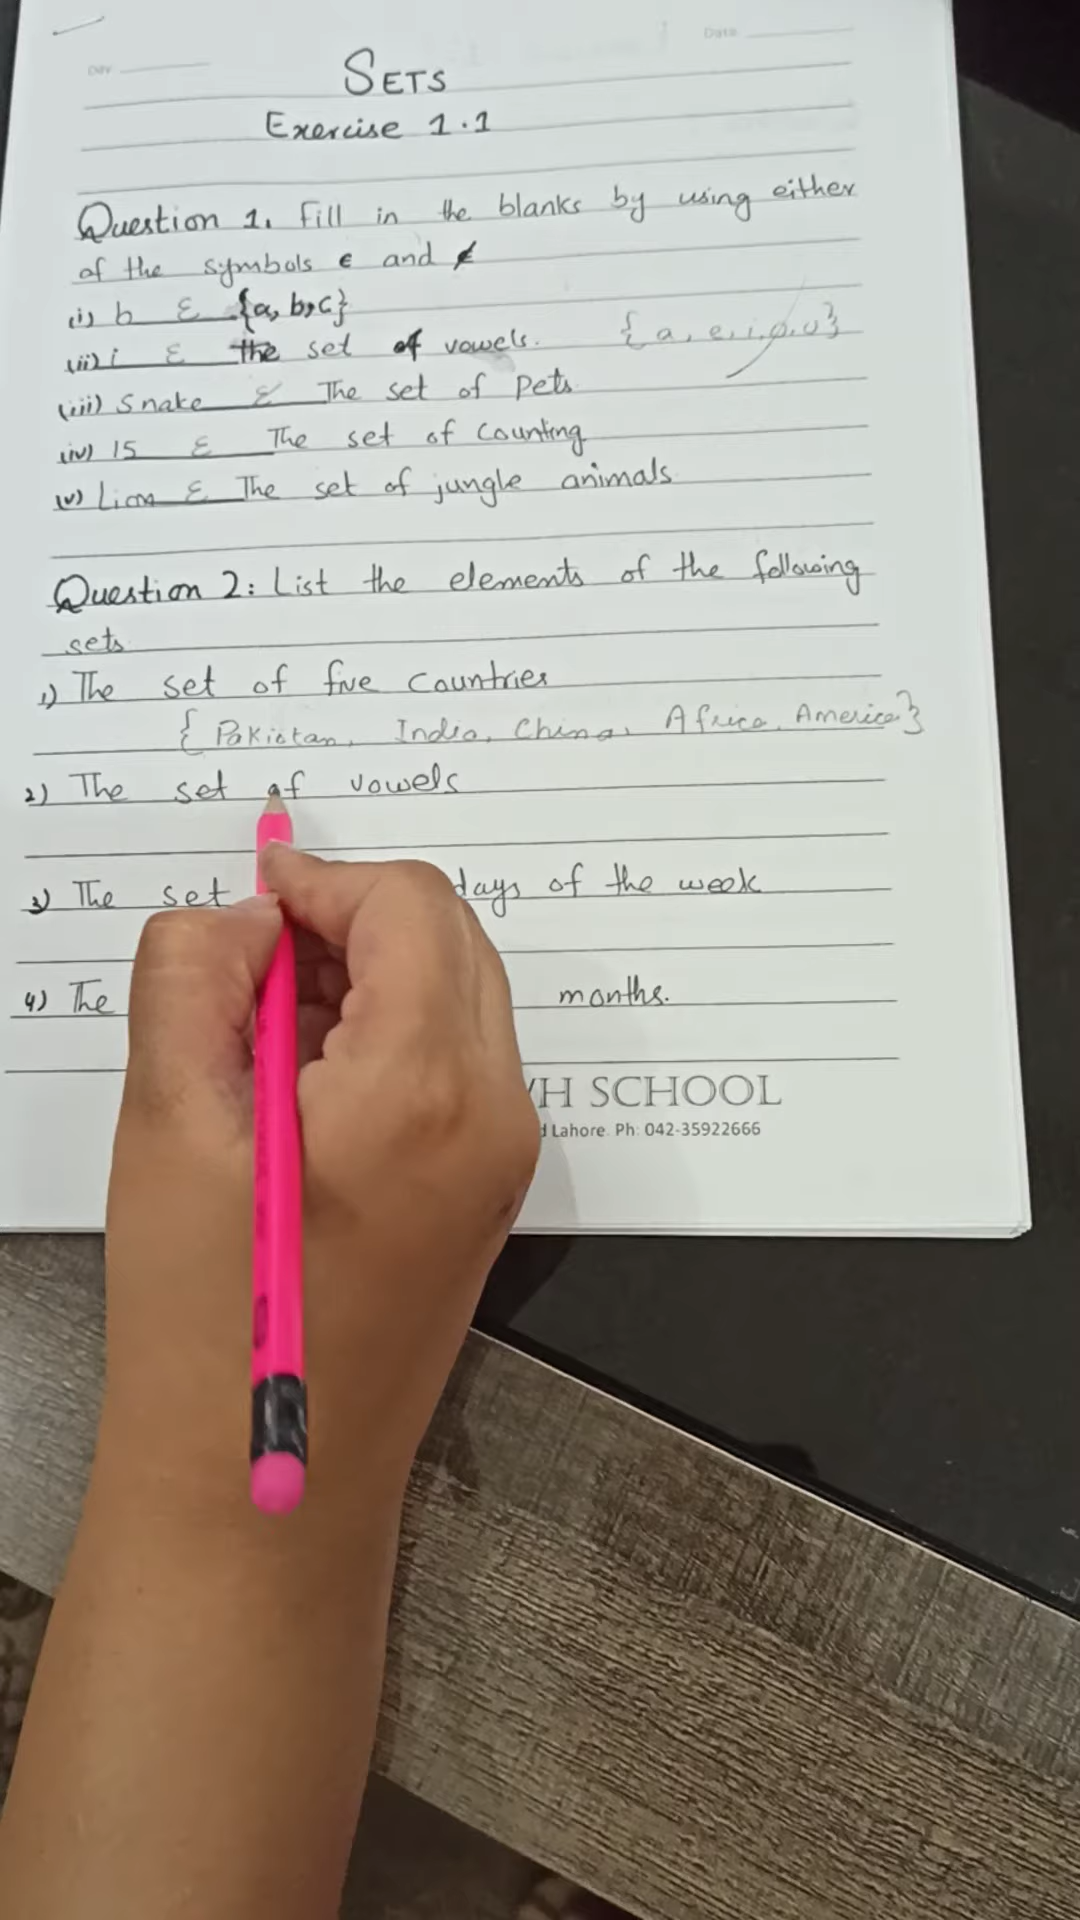 Day
Date
SETS
Exercise 1.1
Question 1. Fill in the blanks by using either
of the symbols ϵ and ∉
(i) b ε {a, b, c}
(ii) i ε the set of vowels. {a, e, i, o, u}
(iii) Snake ε The set of pets
(iv) 15 ε The set of Counting
(v) Lion ε The set of jungle animals.
Question 2: List the elements of the following
sets.
1) The set of five Countries
{Pakistan, India, China, Africa, America}
2) The set of vowels
3) The set days of the week
4) The months.
H SCHOOL
Lahore. Ph: 042-35922666